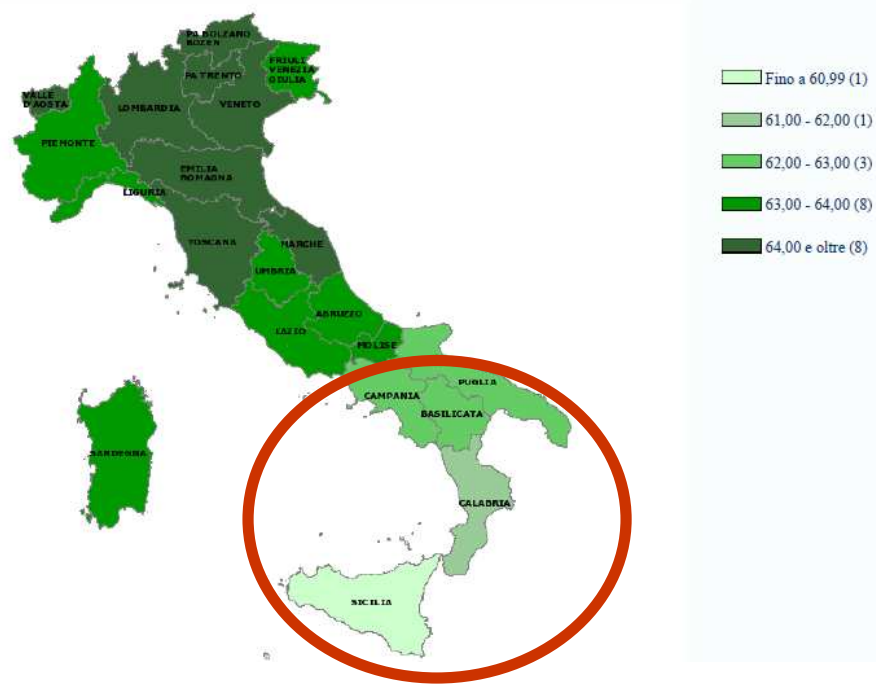 PA BOLZANO
BOZEN
FRIULI
VENEZIA
GIULIA
PA TRENTO
VALLE
D'AOSTA
LOMBARDIA
VENETO
PIEMONTE
EMILIA
ROMAGNA
LIGURIA
TOSCANA
MARCHE
UMBRIA
ABRUZZO
LAZIO
MOLISE
PUGLIA
CAMPANIA
BASILICATA
SARDEGNA
CALABRIA
SICILIA
Fino a 60,99 (1)
61,00 - 62,00 (1)
62,00 - 63,00 (3)
63,00 - 64,00 (8)
64,00 e oltre (8)